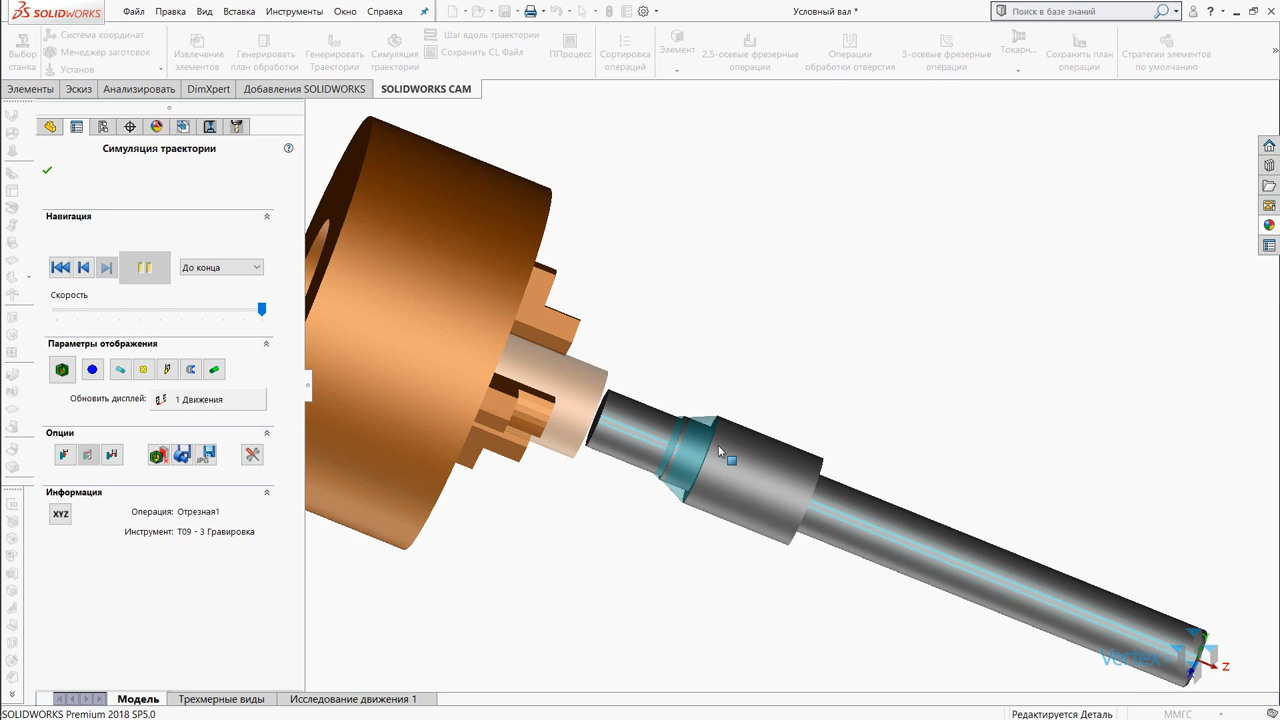 SOLIDWORKS Файл Правка Вид Вставка Инструменты Окно Справка Условный вал * Поиск в базе знаний
Выбор станка
Система координат
Менеджер заготовок
Установ
Извлечение элементов
Генерировать план обработки
Генерировать Траектории
Симуляция траектории
Шаг вдоль траектории
Сохранить CL Файл
ППроцесс
Сортировка операций
Элемент
2,5-осевые фрезерные операции
Операции обработки отверстия
3-осевые фрезерные операции
Токарн...
Сохранить план операции
Стратегии элементов по умолчанию
Элементы Эскиз Анализировать DimXpert Добавления SOLIDWORKS SOLIDWORKS CAM
Симуляция траектории
Навигация
До конца
Скорость
Параметры отображения
Обновить дисплей: 1 Движения
Опции
JPG
Информация
XYZ
Операция: Отрезная1
Инструмент: T09 - 3 Гравировка
Vertex
Z
Модель Трехмерные виды Исследование движения 1
SOLIDWORKS Premium 2018 SP5.0 Редактируется Деталь ММГС